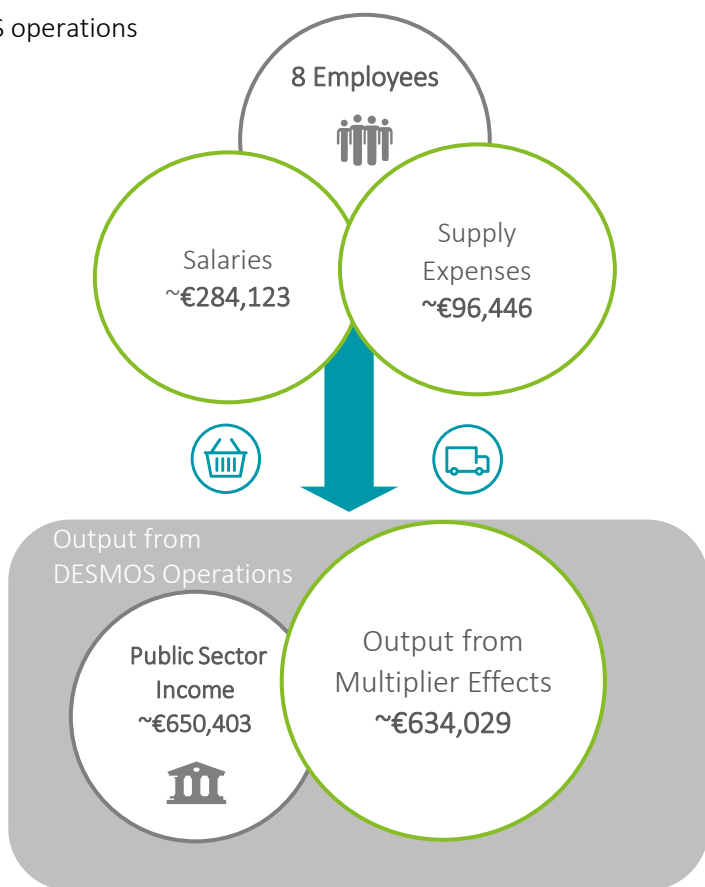 S operations
8 Employees
Salaries
~€284,123
Supply
Expenses
~€96,446
Output from
DESMOS Operations
Public Sector
Income
~€650,403
Output from
Multiplier Effects
~€634,029